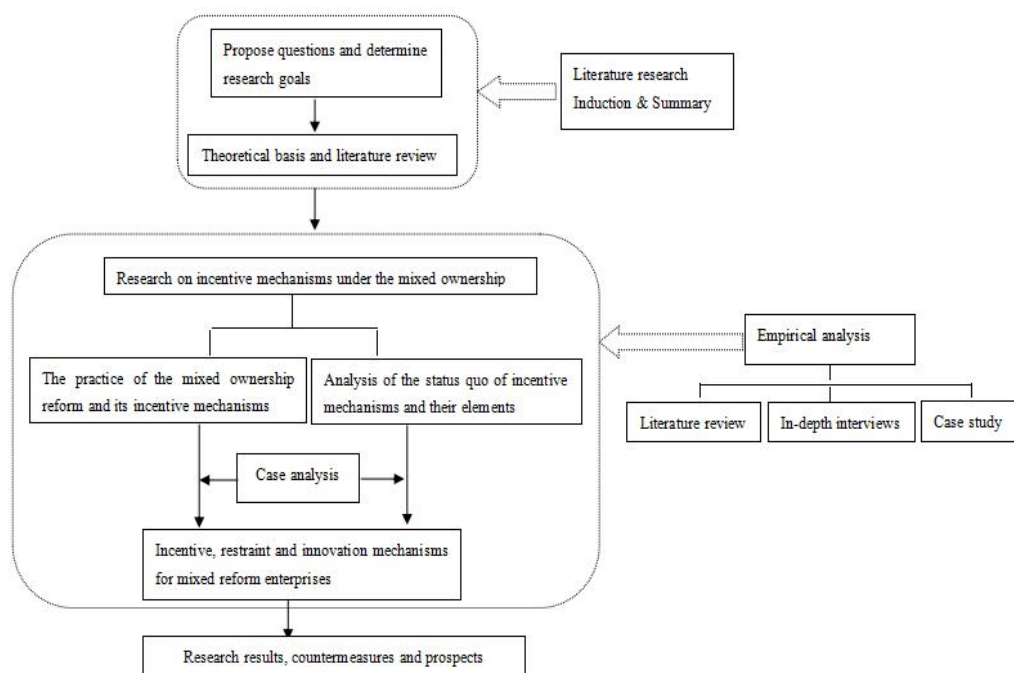 Propose questions and determine
research goals
Literature research
Induction & Summary
Theoretical basis and literature review
Research on incentive mechanisms under the mixed ownership
Empirical analysis
The practice of the mixed ownership
reform and its incentive mechanisms
Analysis of the status quo of incentive
mechanisms and their elements
Literature review
In-depth interviews
Case study
Case analysis
Incentive, restraint and innovation mechanisms
for mixed reform enterprises
Research results, countermeasures and prospects